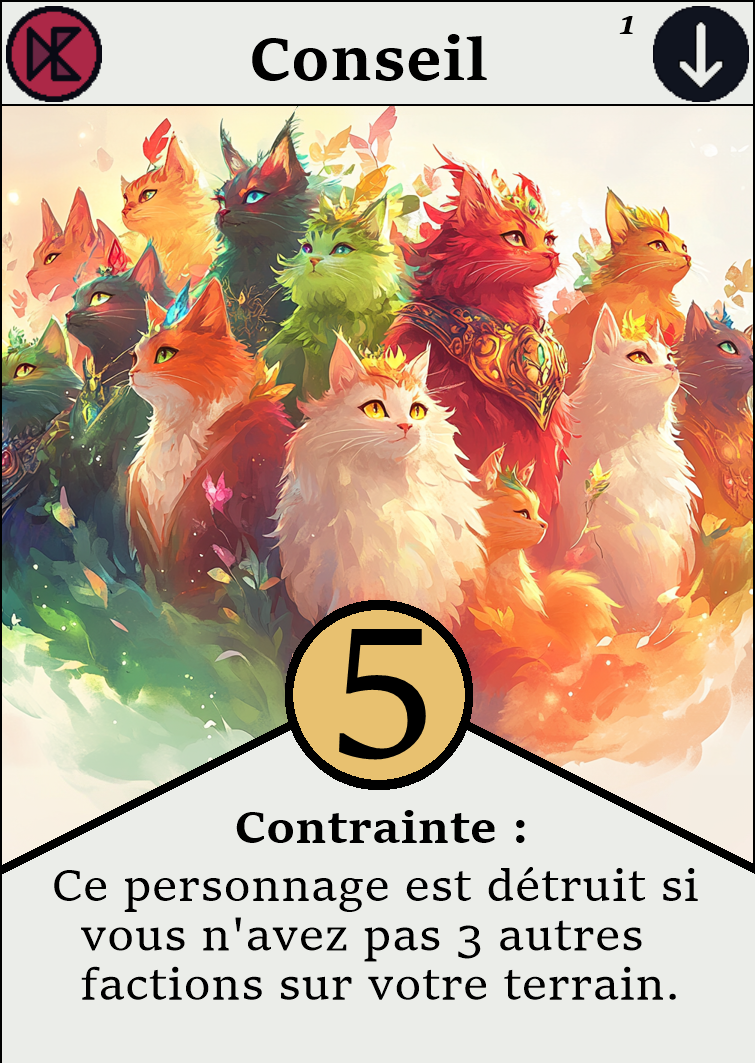 Conseil
1
5
Contrainte :
Ce personnage est détruit si
vous n'avez pas 3 autres
factions sur votre terrain.